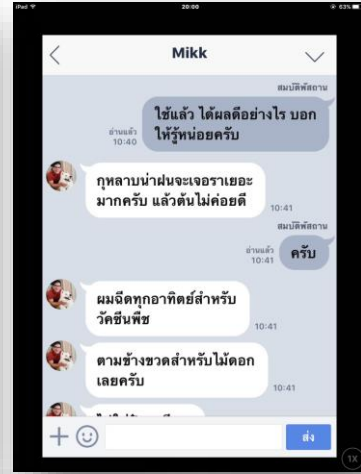 iPad
20:00
63%
Mikk
สมบัติพัสถาน
ใช้แล้ว ได้ผลดีอย่างไร บอก
ให้รู้หน่อยครับ
อ่านแล้ว
10:40
กุหลาบน่าฝนจะเจอราเยอะ
มากครับ แล้วต้นไม่ค่อยดี
10:41
สมบัติพัสถาน
ครับ
อ่านแล้ว
10:41
ผมฉีดทุกอาทิตย์สำหรับ
วัคซีนพืช
10:41
ตามข้างขวดสำหรับไม้ดอก
เลยครับ
10:41
ส่ง
1X